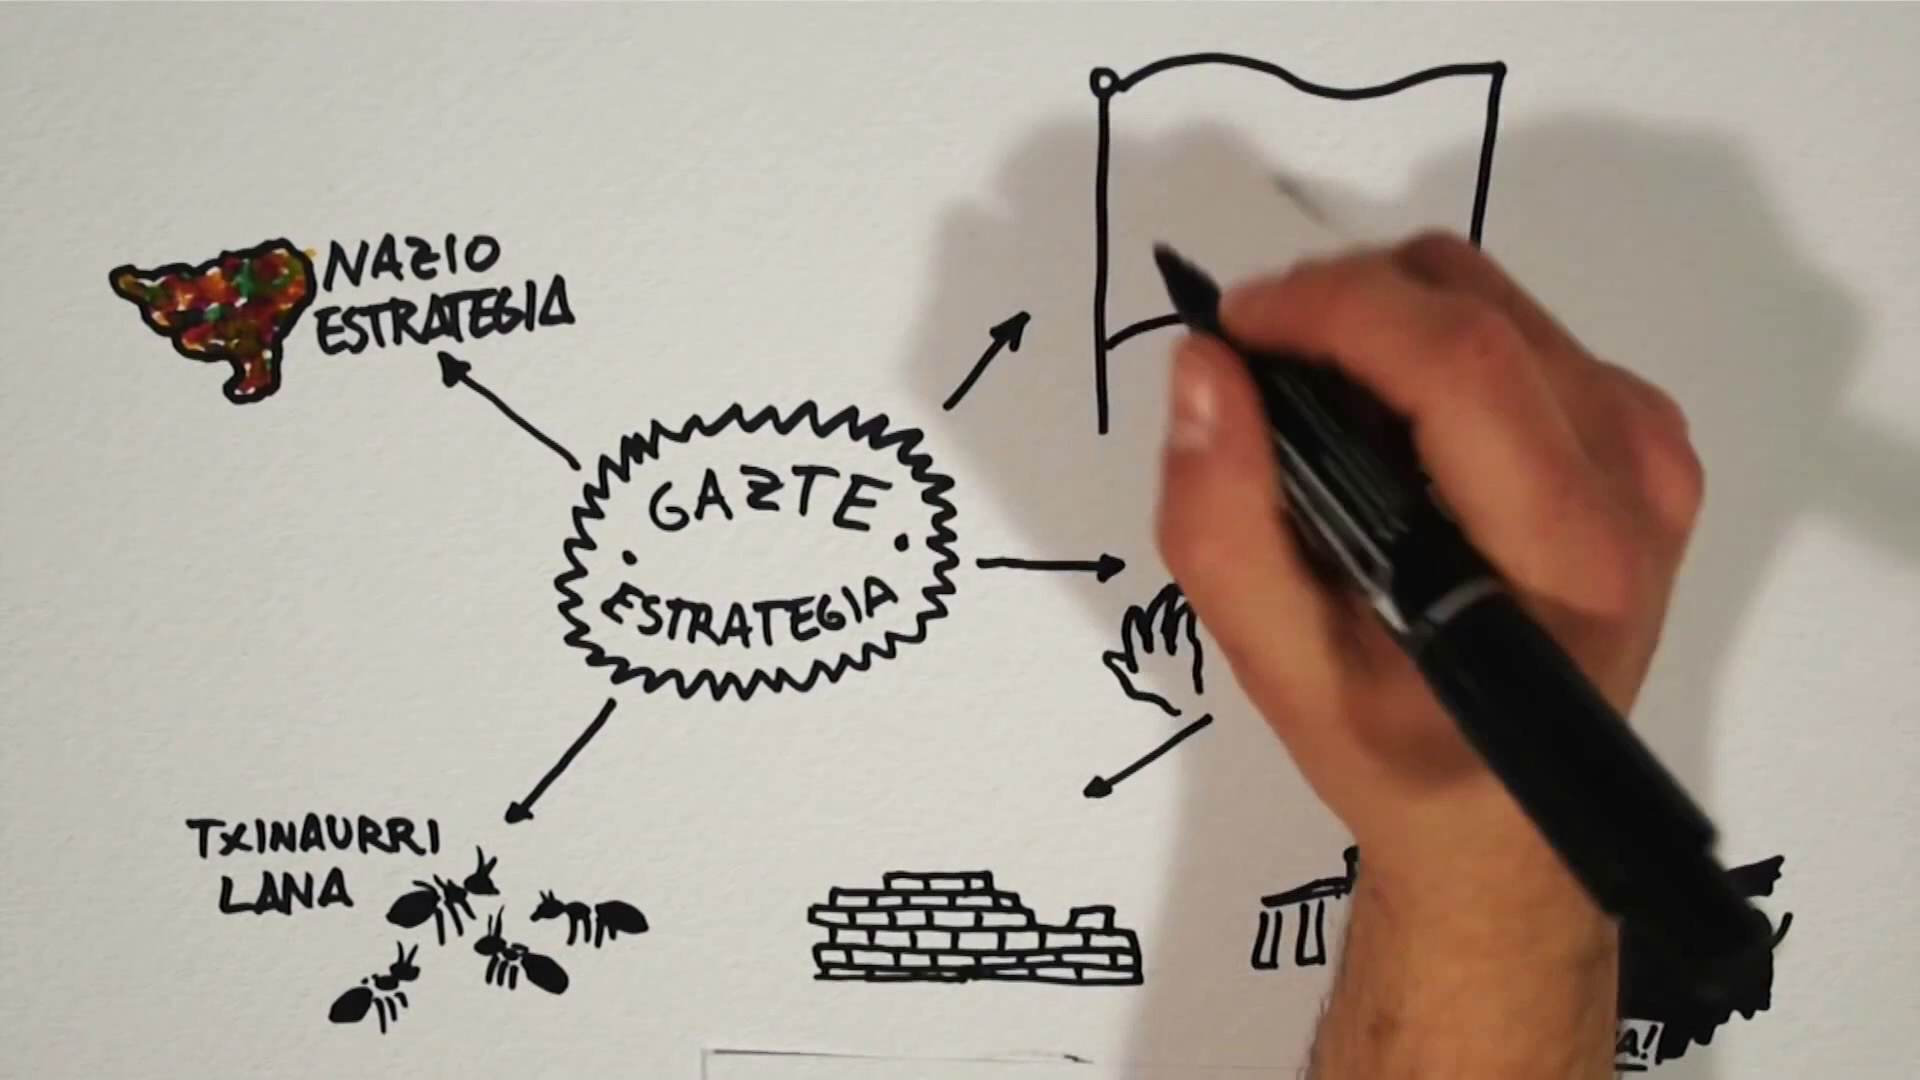 NAZIO
ESTRATEGIA
GAZTE
ESTRATEGIA
TXINAURRI
LANA
A!